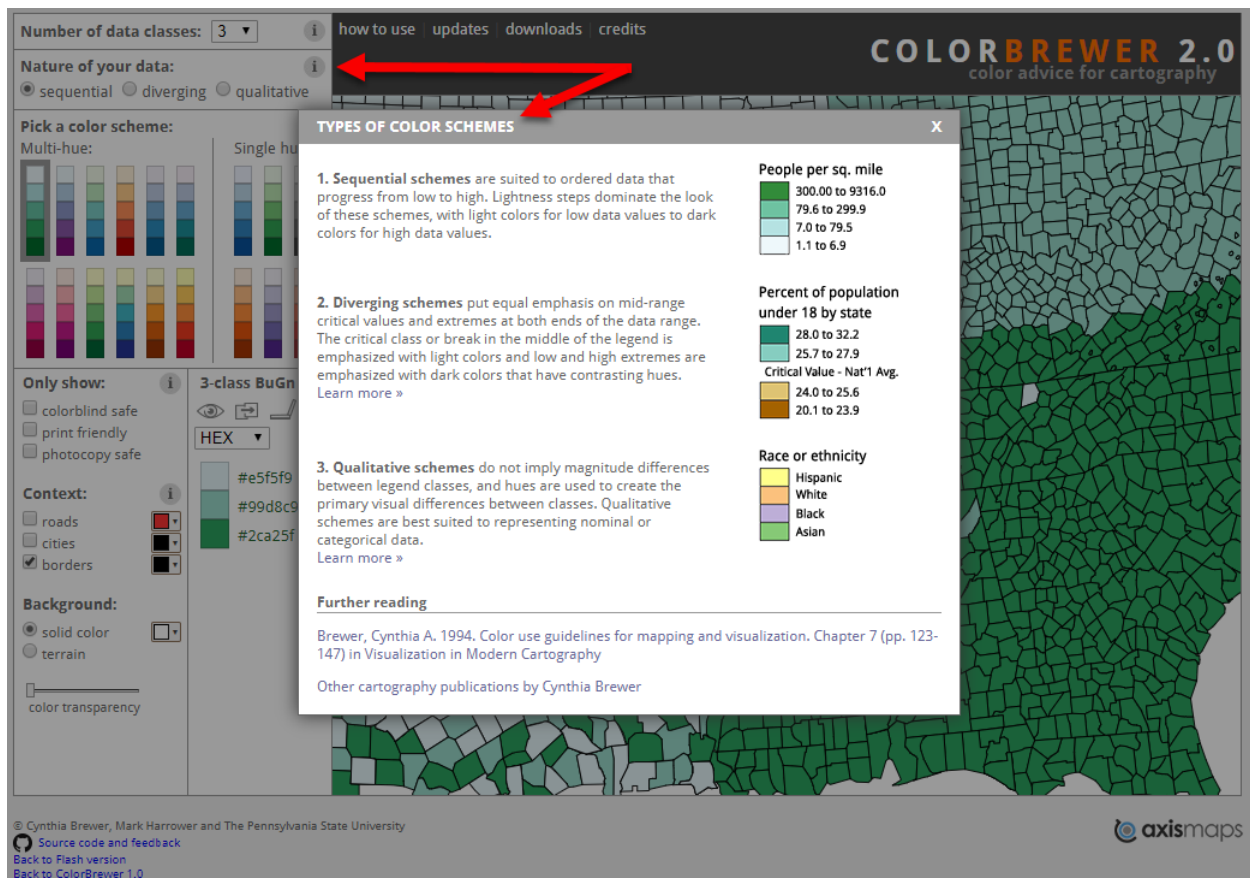 Number of data classes: 3
how to use updates downloads credits
COLORBREWER 2.0
color advice for cartography
Nature of your data:
sequential diverging qualitative
Pick a color scheme:
Multi-hue:
Single hu
Only show:
colorblind safe
print friendly
photocopy safe
Context:
roads
cities
borders
Background:
solid color
terrain
color transparency
3-class BuGn
HEX
#e5f5f9
#99d8c9
#2ca25f
TYPES OF COLOR SCHEMES X
1. Sequential schemes are suited to ordered data that
progress from low to high. Lightness steps dominate the look
of these schemes, with light colors for low data values to dark
colors for high data values.
People per sq. mile
300.00 to 9316.0
79.6 to 299.9
7.0 to 79.5
1.1 to 6.9
2. Diverging schemes put equal emphasis on mid-range
critical values and extremes at both ends of the data range.
The critical class or break in the middle of the legend is
emphasized with light colors and low and high extremes are
emphasized with dark colors that have contrasting hues.
Learn more »
Percent of population
under 18 by state
28.0 to 32.2
25.7 to 27.9
Critical Value - Nat'1 Avg.
24.0 to 25.6
20.1 to 23.9
3. Qualitative schemes do not imply magnitude differences
between legend classes, and hues are used to create the
primary visual differences between classes. Qualitative
schemes are best suited to representing nominal or
categorical data.
Learn more »
Race or ethnicity
Hispanic
White
Black
Asian
Further reading
Brewer, Cynthia A. 1994. Color use guidelines for mapping and visualization. Chapter 7 (pp. 123-
147) in Visualization in Modern Cartography
Other cartography publications by Cynthia Brewer
© Cynthia Brewer, Mark Harrower and The Pennsylvania State University
Source code and feedback
Back to Flash version
Back to ColorBrewer 1.0
axismaps